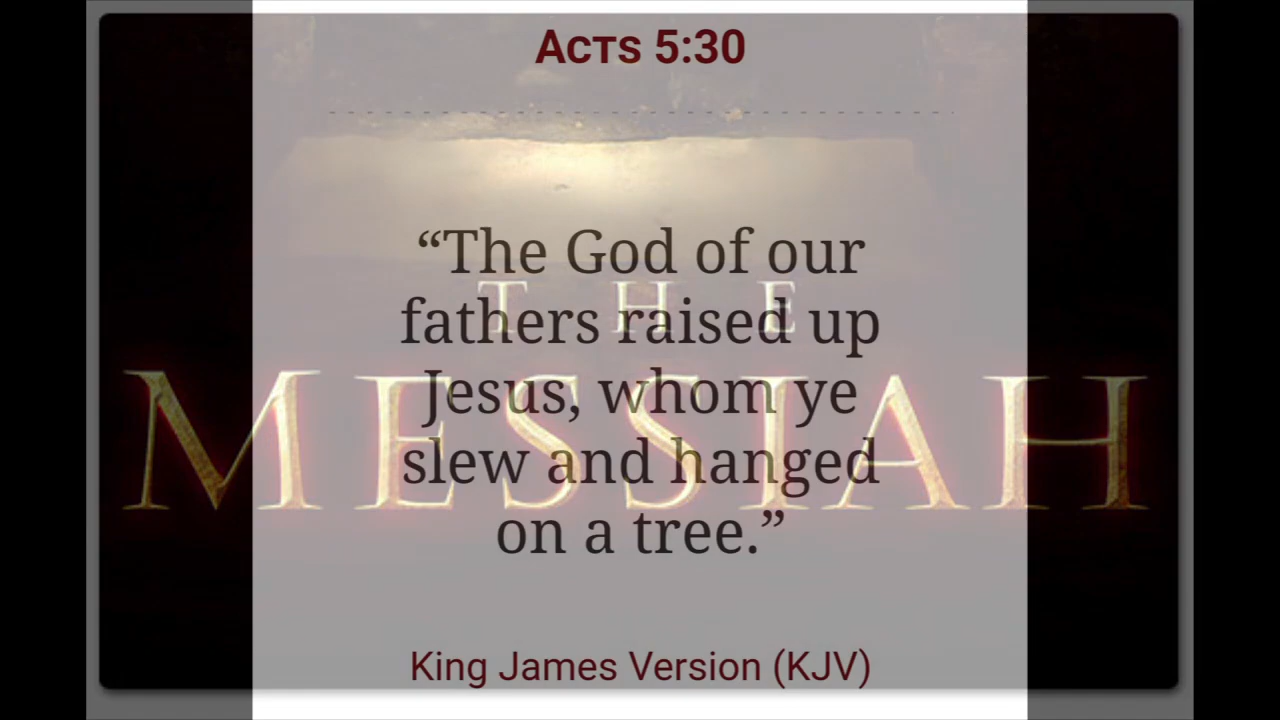 Acts 5:30
“The God of our
T H E
fathers raised up
Jesus, whom ye
MESSIAH
slew and hanged
on a tree.”
King James Version (KJV)